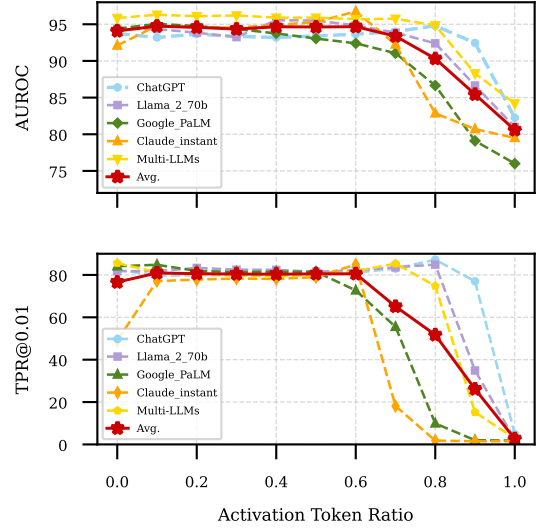 AUROC
95
90
85
80
75
ChatGPT
Llama_2_70b
Google_PaLM
Claude_instant
Multi-LLMs
Avg.
TPR@0.01
80
60
40
20
0
ChatGPT
Llama_2_70b
Google_PaLM
Claude_instant
Multi-LLMs
Avg.
0.0 0.2 0.4 0.6 0.8 1.0
Activation Token Ratio